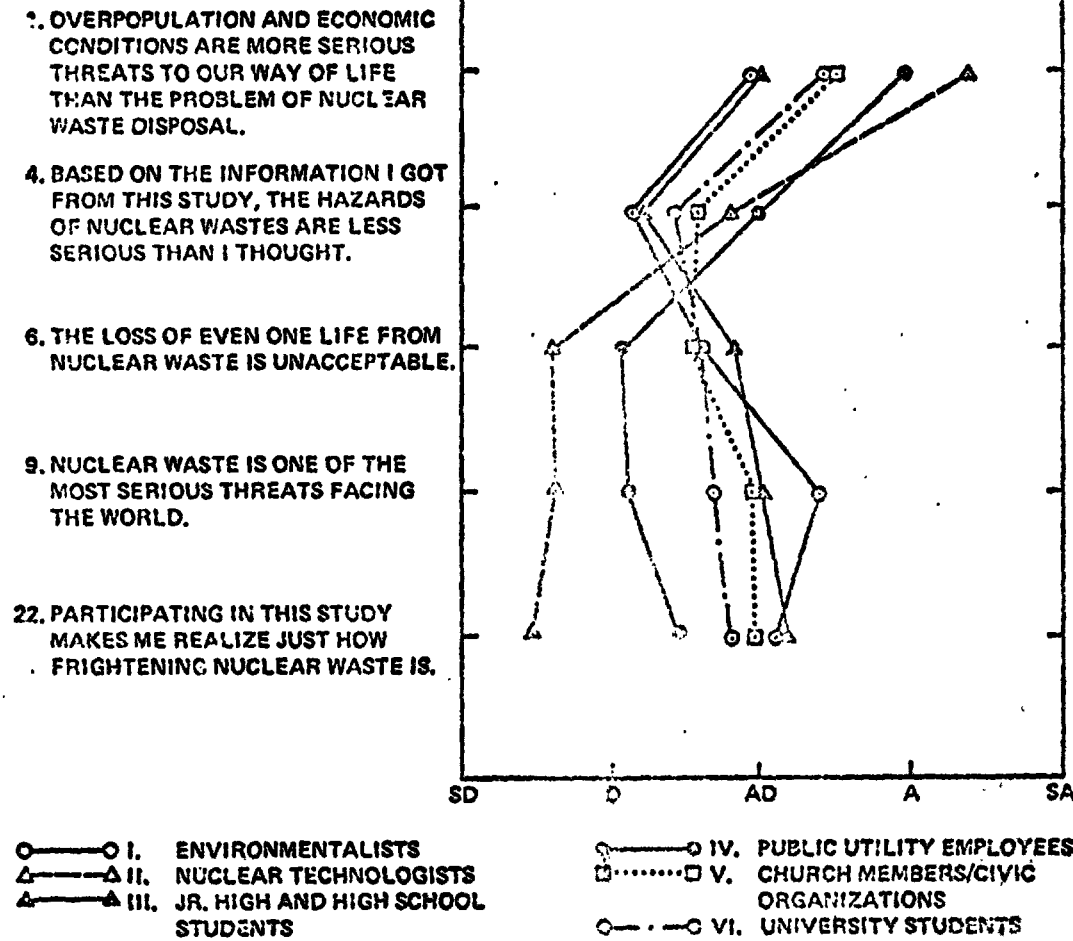 . OVERPOPULATION AND ECONOMIC
CONDITIONS ARE MORE SERIOUS
THREATS TO OUR WAY OF LIFE
THAN THE PROBLEM OF NUCLEAR
WASTE DISPOSAL.
4. BASED ON THE INFORMATION I GOT
FROM THIS STUDY, THE HAZARDS
OF NUCLEAR WASTES ARE LESS
SERIOUS THAN I THOUGHT.
6. THE LOSS OF EVEN ONE LIFE FROM
NUCLEAR WASTE IS UNACCEPTABLE.
9. NUCLEAR WASTE IS ONE OF THE
MOST SERIOUS THREATS FACING
THE WORLD.
22. PARTICIPATING IN THIS STUDY
MAKES ME REALIZE JUST HOW
FRIGHTENING NUCLEAR WASTE IS.
SD D AD A SA
I. ENVIRONMENTALISTS
II. NUCLEAR TECHNOLOGISTS
III. JR. HIGH AND HIGH SCHOOL
STUDENTS
IV. PUBLIC UTILITY EMPLOYEES
V. CHURCH MEMBERS/CIVIC
ORGANIZATIONS
VI. UNIVERSITY STUDENTS